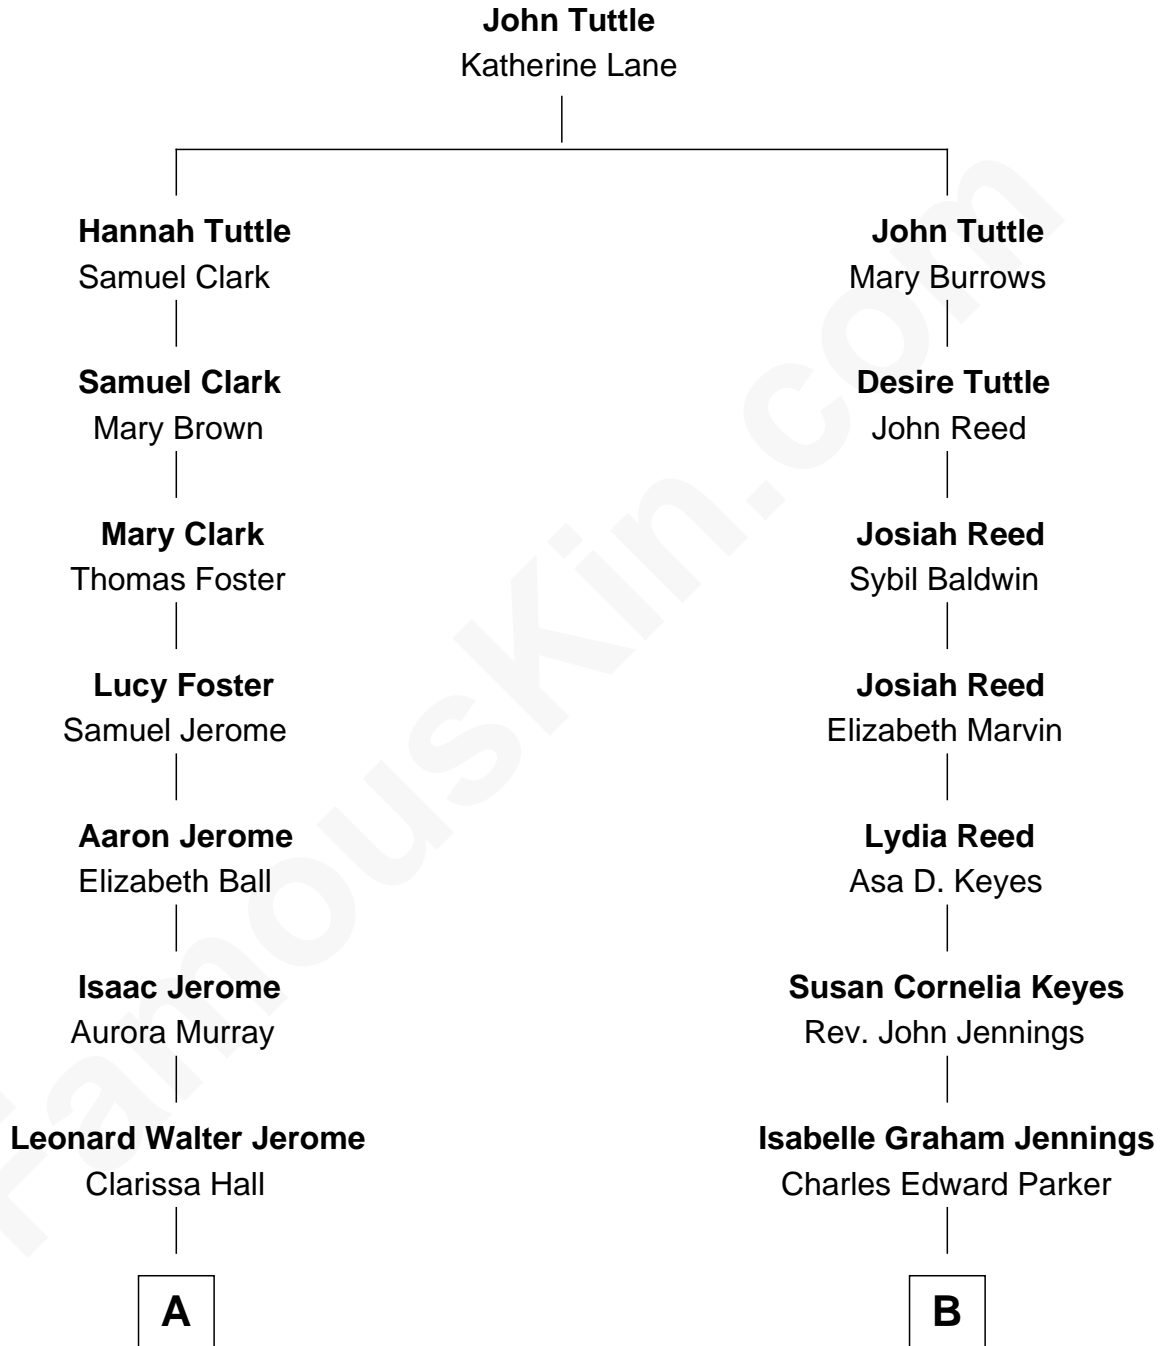 John Tuttle
Katherine Lane
Hannah Tuttle
Samuel Clark
John Tuttle
Mary Burrows
Samuel Clark
Mary Brown
Desire Tuttle
John Reed
Mary Clark
Thomas Foster
Josiah Reed
Sybil Baldwin
Lucy Foster
Samuel Jerome
Josiah Reed
Elizabeth Marvin
Aaron Jerome
Elizabeth Ball
Lydia Reed
Asa D. Keyes
Isaac Jerome
Aurora Murray
Susan Cornelia Keyes
Rev. John Jennings
Leonard Walter Jerome
Clarissa Hall
Isabelle Graham Jennings
Charles Edward Parker
A
B
FamousKin.com